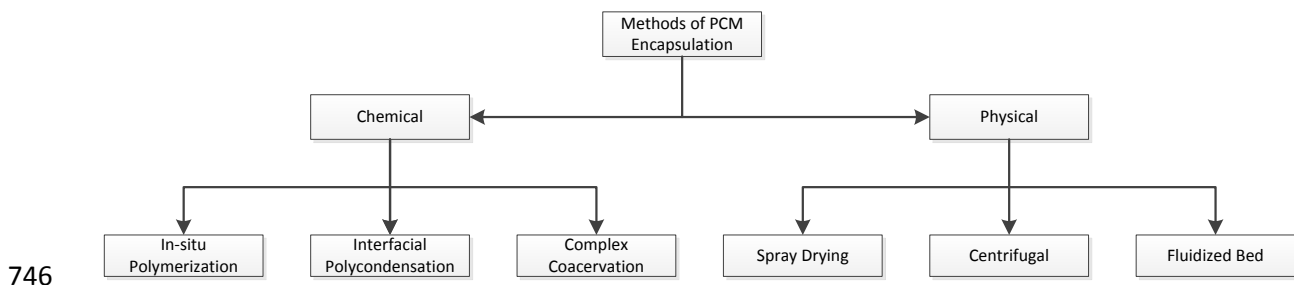 Methods of PCM
Encapsulation
Chemical
Physical
In-situ
Polymerization
Interfacial
Polycondensation
Complex
Coacervation
Spray Drying
Centrifugal
Fluidized Bed
746